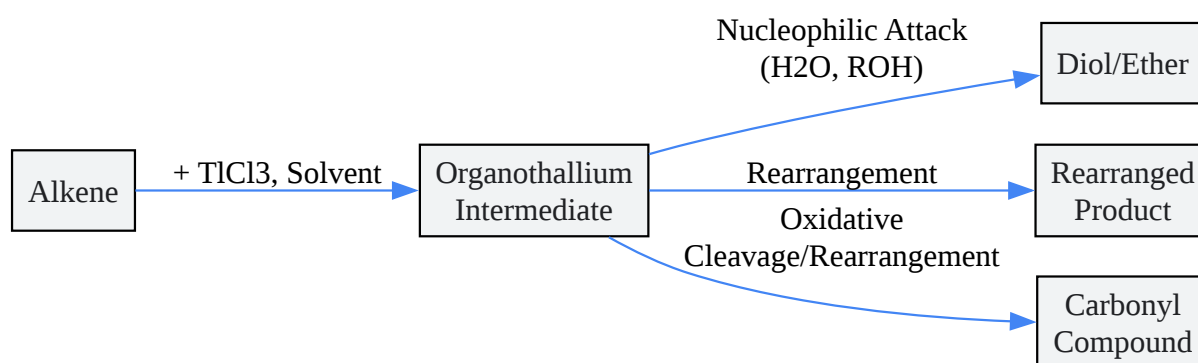 Nucleophilic Attack
(H2O, ROH)
Diol/Ether
Alkene
+ TlCl3, Solvent
Organothallium
Intermediate
Rearrangement
Rearranged
Product
Oxidative
Cleavage/Rearrangement
Carbonyl
Compound